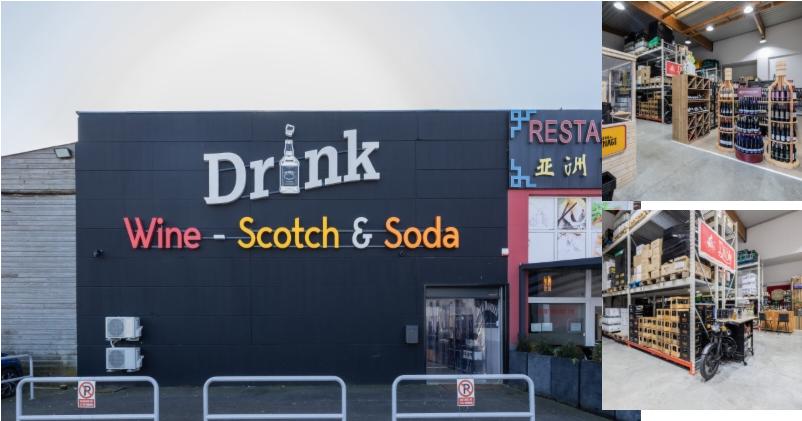 Drink
Wine - Scotch & Soda
RESTA
亚洲